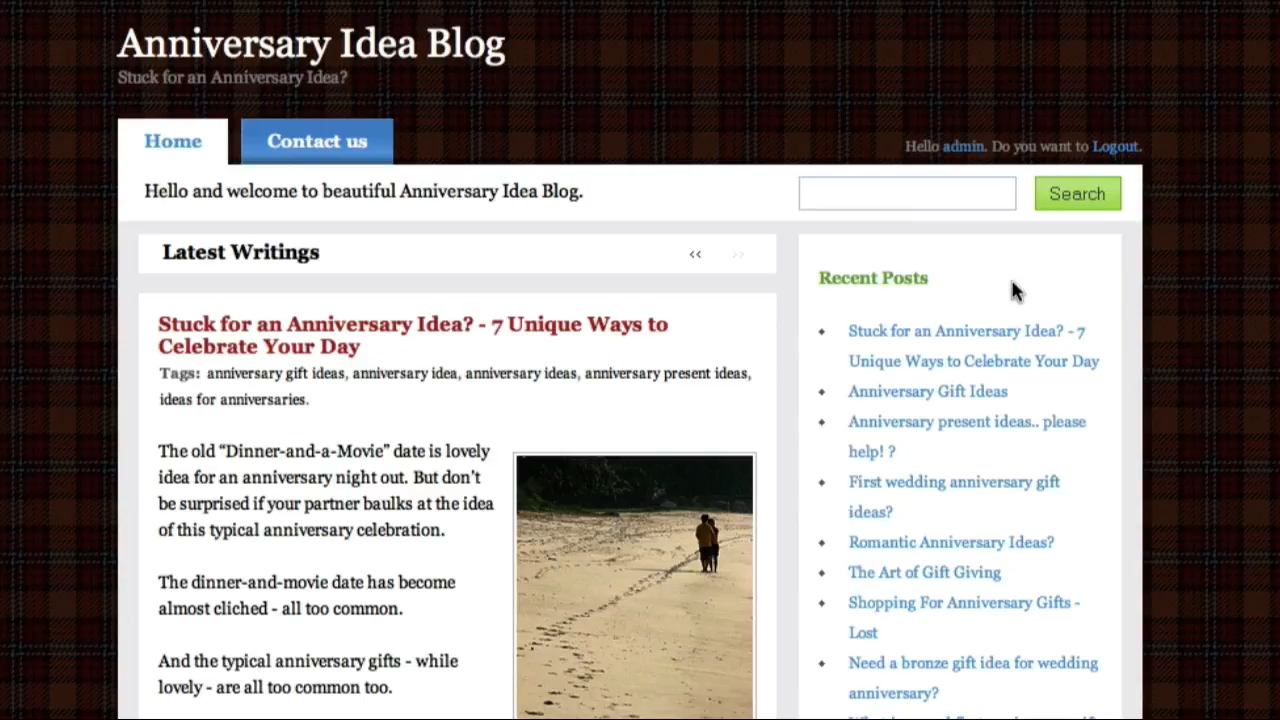 Anniversary Idea Blog
Stuck for an Anniversary Idea?
Home
Contact us
Hello admin. Do you want to Logout.
Hello and welcome to beautiful Anniversary Idea Blog.
Search
Latest Writings
<< >>
Stuck for an Anniversary Idea? - 7 Unique Ways to
Celebrate Your Day
Tags: anniversary gift ideas, anniversary idea, anniversary ideas, anniversary present ideas,
ideas for anniversaries.
The old “Dinner-and-a-Movie” date is lovely
idea for an anniversary night out. But don’t
be surprised if your partner baulks at the idea
of this typical anniversary celebration.
The dinner-and-movie date has become
almost cliched - all too common.
And the typical anniversary gifts - while
lovely - are all too common too.
Recent Posts
Stuck for an Anniversary Idea? - 7
Unique Ways to Celebrate Your Day
Anniversary Gift Ideas
Anniversary present ideas.. please
help! ?
First wedding anniversary gift
ideas?
Romantic Anniversary Ideas?
The Art of Gift Giving
Shopping For Anniversary Gifts -
Lost
Need a bronze gift idea for wedding
anniversary?